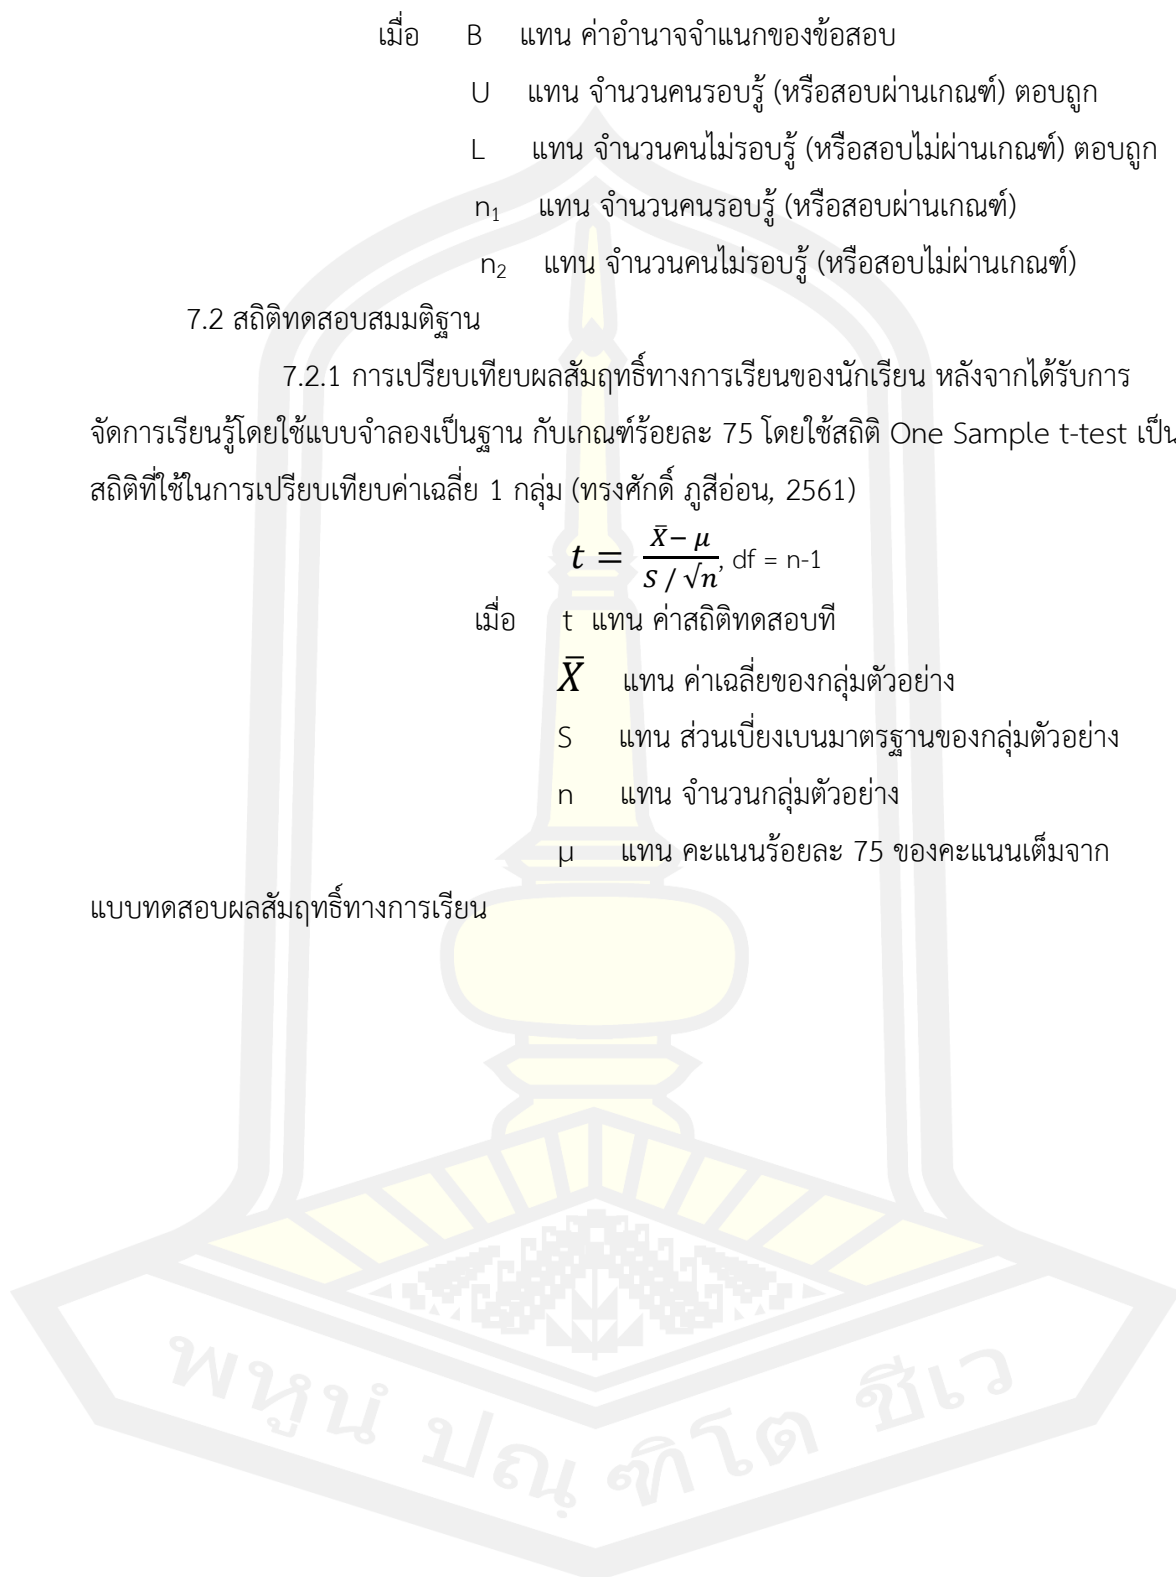 เมื่อ B แทน ค่าอำนาจจำแนกของข้อสอบ
U แทน จำนวนคนรอบรู้ (หรือสอบผ่านเกณฑ์) ตอบถูก
L แทน จำนวนคนไม่รอบรู้ (หรือสอบไม่ผ่านเกณฑ์) ตอบถูก
n₁ แทน จำนวนคนรอบรู้ (หรือสอบผ่านเกณฑ์)
n₂ แทน จำนวนคนไม่รอบรู้ (หรือสอบไม่ผ่านเกณฑ์)
7.2 สถิติทดสอบสมมติฐาน
7.2.1 การเปรียบเทียบผลสัมฤทธิ์ทางการเรียนของนักเรียน หลังจากได้รับการ
จัดการเรียนรู้โดยใช้แบบจำลองเป็นฐาน กับเกณฑ์ร้อยละ 75 โดยใช้สถิติ One Sample t-test เป็น
สถิติที่ใช้ในการเปรียบเทียบค่าเฉลี่ย 1 กลุ่ม (ทรงศักดิ์ ภูสีอ่อน, 2561)
t = (X̄ − μ) / (S / √n), df = n-1
เมื่อ t แทน ค่าสถิติทดสอบที
X̄ แทน ค่าเฉลี่ยของกลุ่มตัวอย่าง
S แทน ส่วนเบี่ยงเบนมาตรฐานของกลุ่มตัวอย่าง
n แทน จำนวนกลุ่มตัวอย่าง
μ แทน คะแนนร้อยละ 75 ของคะแนนเต็มจาก
แบบทดสอบผลสัมฤทธิ์ทางการเรียน
พหูนํ ปณฺฑิโต ชีเว